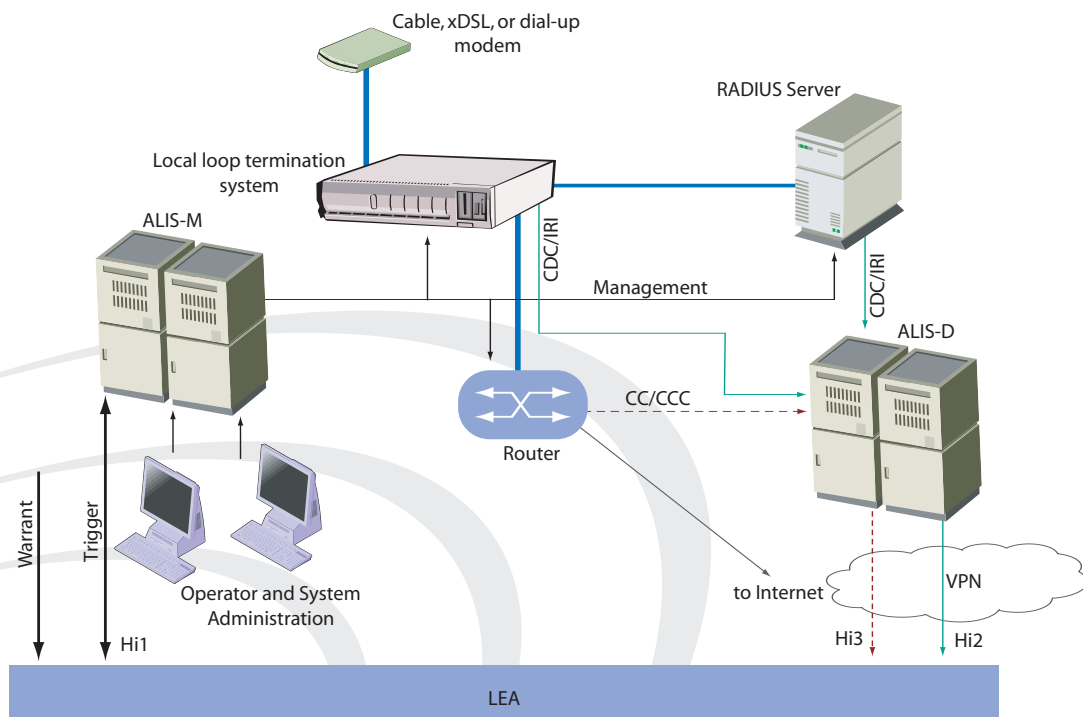 Cable, xDSL, or dial-up
modem
RADIUS Server
Local loop termination
system
ALIS-M
CDC/IRI
CDC/IRI
Management
ALIS-D
CC/CCC
Router
Warrant
Trigger
Operator and System
Administration
to Internet
VPN
Hi1
Hi3
Hi2
LEA